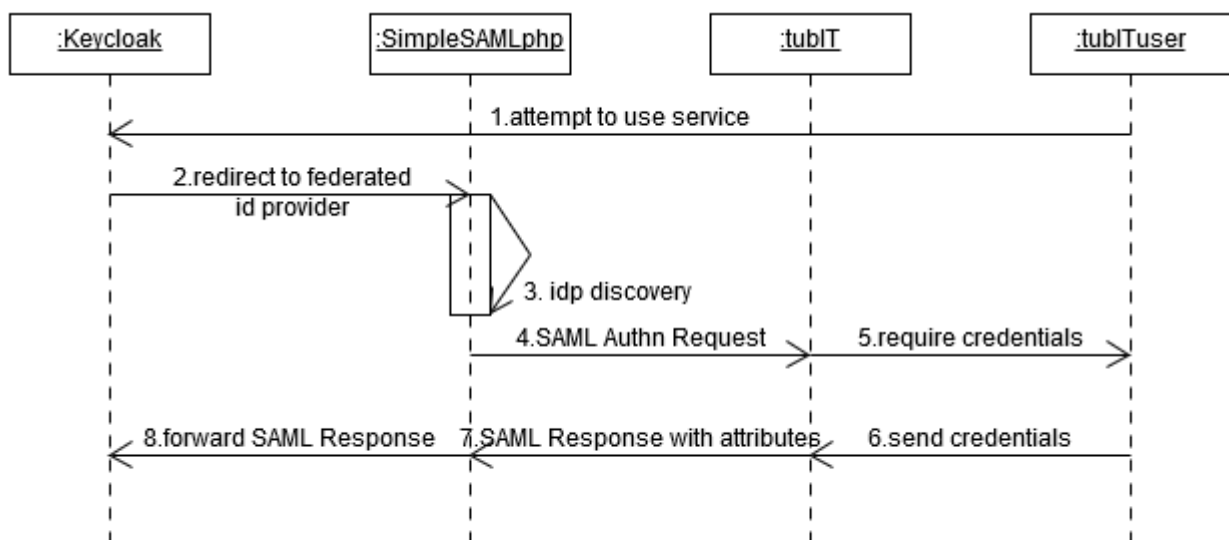 :Keycloak
:SimpleSAMLphp
:tubIT
:tubITuser
1.attempt to use service
2.redirect to federated
id provider
3. idp discovery
4.SAML Authn Request
5.require credentials
8.forward SAML Response
7.SAML Response with attributes
6.send credentials